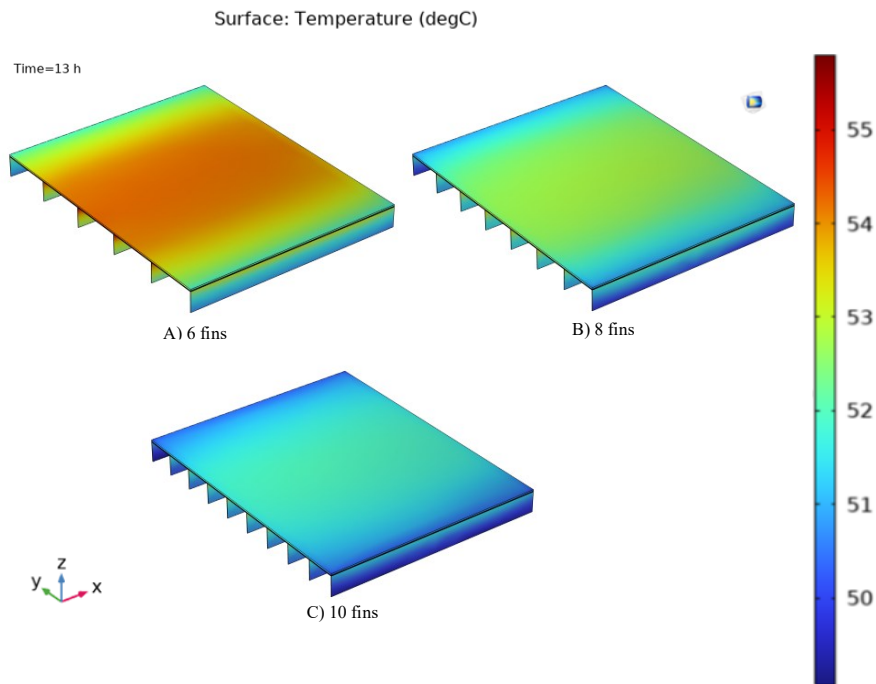 Surface: Temperature (degC)
Time=13 h
55
54
A) 6 fins
B) 8 fins
53
52
51
50
z
y
x
C) 10 fins